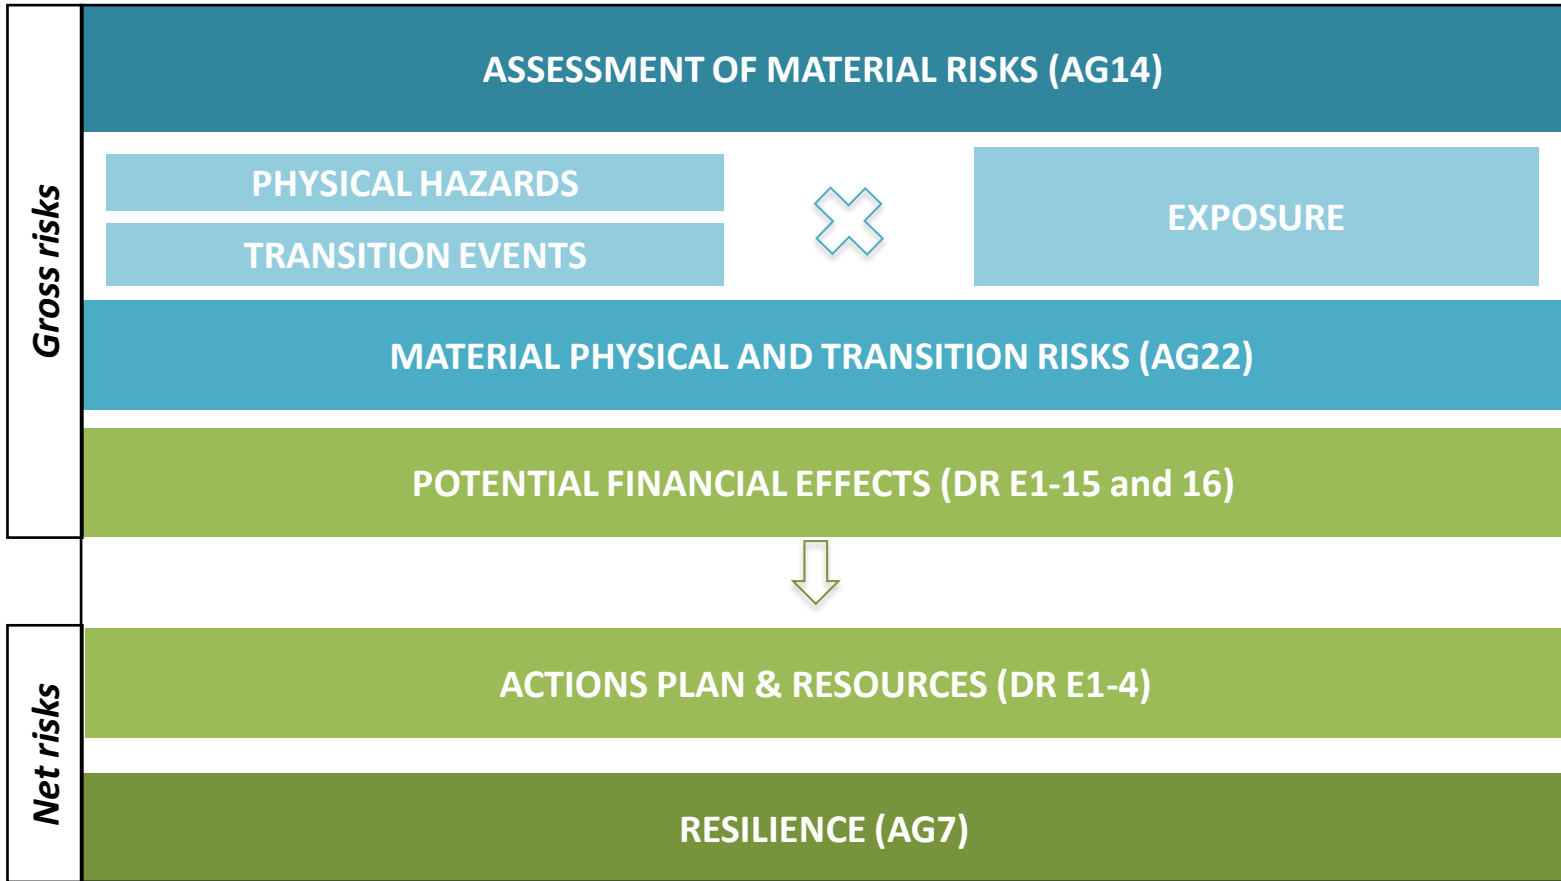 Gross risks
ASSESSMENT OF MATERIAL RISKS (AG14)
PHYSICAL HAZARDS
TRANSITION EVENTS
EXPOSURE
MATERIAL PHYSICAL AND TRANSITION RISKS (AG22)
POTENTIAL FINANCIAL EFFECTS (DR E1-15 and 16)
Net risks
ACTIONS PLAN & RESOURCES (DR E1-4)
RESILIENCE (AG7)